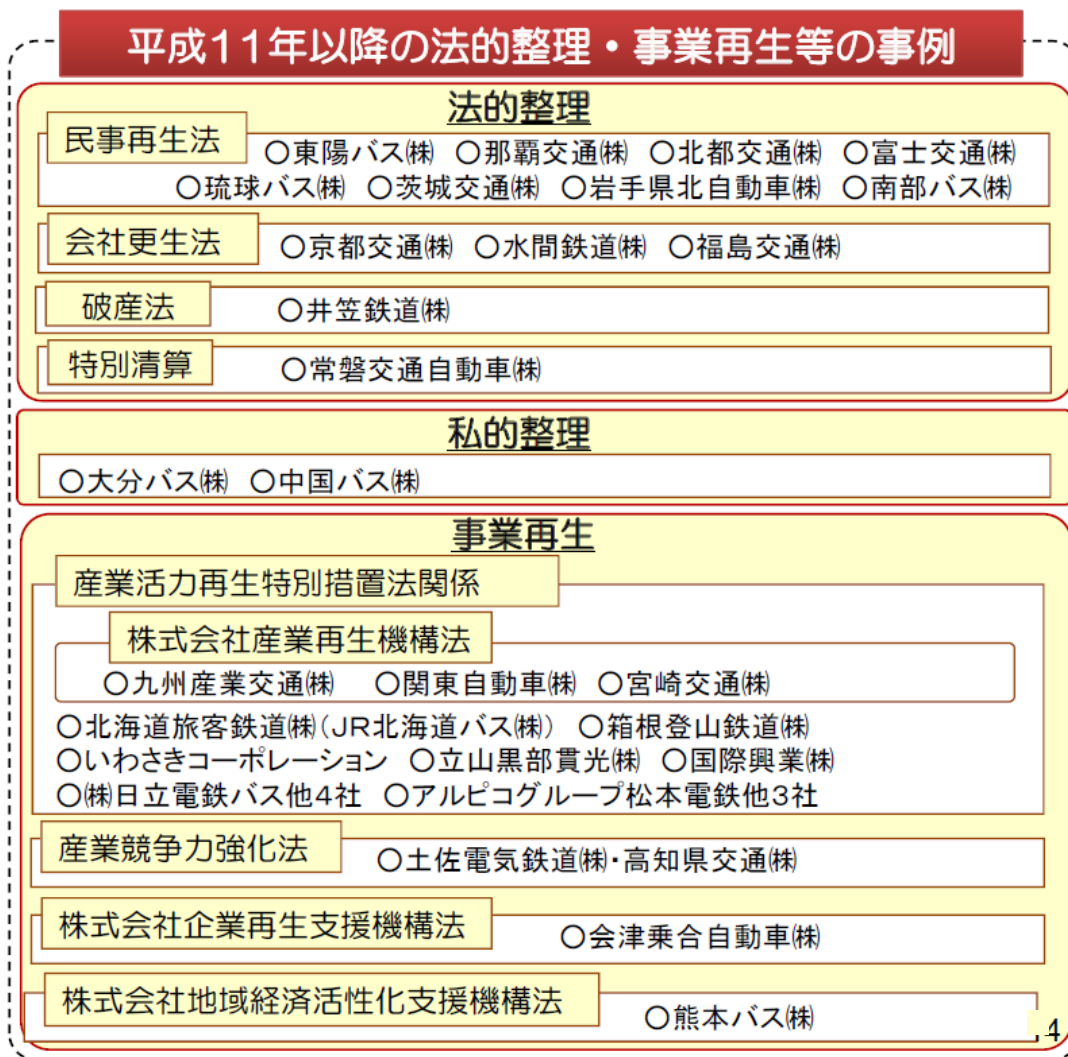 平成11年以降の法的整理・事業再生等の事例
法的整理
民事再生法
○東陽バス㈱ ○那覇交通㈱ ○北都交通㈱ ○富士交通㈱
○琉球バス㈱ ○茨城交通㈱ ○岩手県北自動車㈱ ○南部バス㈱
会社更生法
○京都交通㈱ ○水間鉄道㈱ ○福島交通㈱
破産法
○井笠鉄道㈱
特別清算
○常磐交通自動車㈱
私的整理
○大分バス㈱ ○中国バス㈱
事業再生
産業活力再生特別措置法関係
株式会社産業再生機構法
○九州産業交通㈱ ○関東自動車㈱ ○宮崎交通㈱
○北海道旅客鉄道㈱(JR北海道バス㈱) ○箱根登山鉄道㈱
○いわさきコーポレーション ○立山黒部貫光㈱ ○国際興業㈱
○㈱日立電鉄バス他4社 ○アルピコグループ松本電鉄他3社
産業競争力強化法
○土佐電気鉄道㈱・高知県交通㈱
株式会社企業再生支援機構法
○会津乗合自動車㈱
株式会社地域経済活性化支援機構法
○熊本バス㈱
4